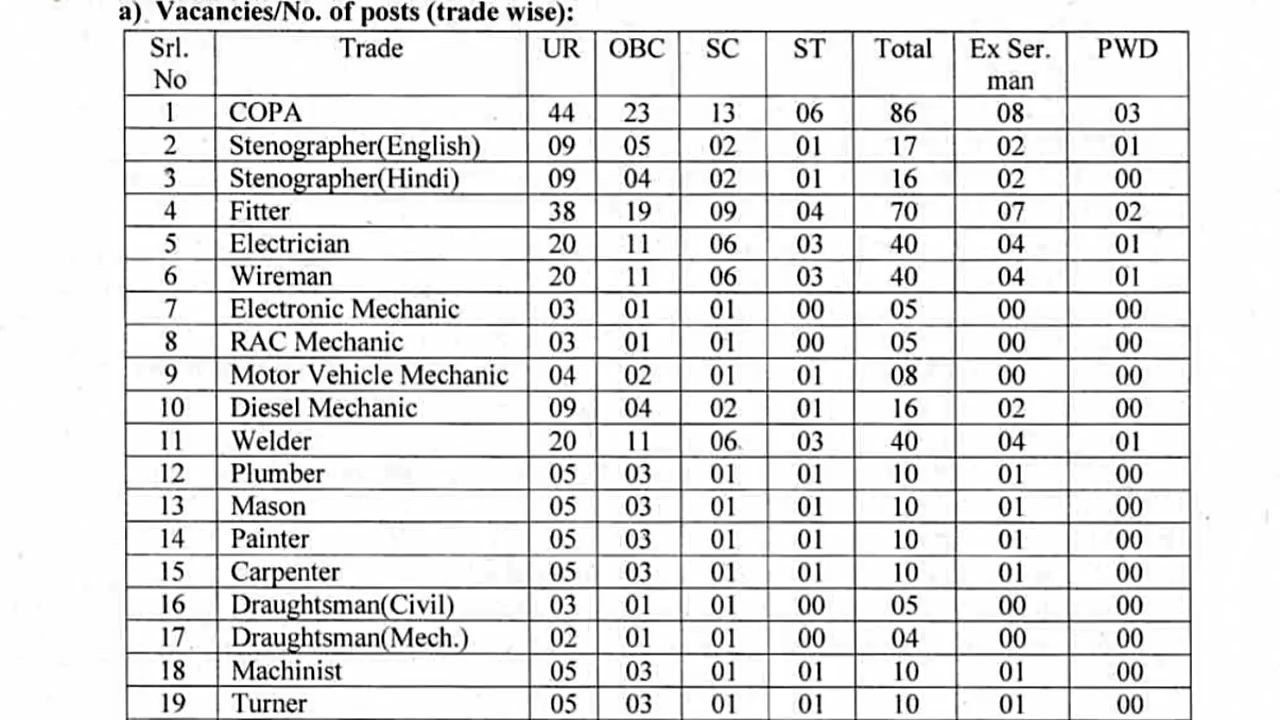 a) Vacancies/No. of posts (trade wise):
Srl. No Trade UR OBC SC ST Total Ex Ser. man PWD
1 COPA 44 23 13 06 86 08 03
2 Stenographer(English) 09 05 02 01 17 02 01
3 Stenographer(Hindi) 09 04 02 01 16 02 00
4 Fitter 38 19 09 04 70 07 02
5 Electrician 20 11 06 03 40 04 01
6 Wireman 20 11 06 03 40 04 01
7 Electronic Mechanic 03 01 01 00 05 00 00
8 RAC Mechanic 03 01 01 00 05 00 00
9 Motor Vehicle Mechanic 04 02 01 01 08 00 00
10 Diesel Mechanic 09 04 02 01 16 02 00
11 Welder 20 11 06 03 40 04 01
12 Plumber 05 03 01 01 10 01 00
13 Mason 05 03 01 01 10 01 00
14 Painter 05 03 01 01 10 01 00
15 Carpenter 05 03 01 01 10 01 00
16 Draughtsman(Civil) 03 01 01 00 05 00 00
17 Draughtsman(Mech.) 02 01 01 00 04 00 00
18 Machinist 05 03 01 01 10 01 00
19 Turner 05 03 01 01 10 01 00